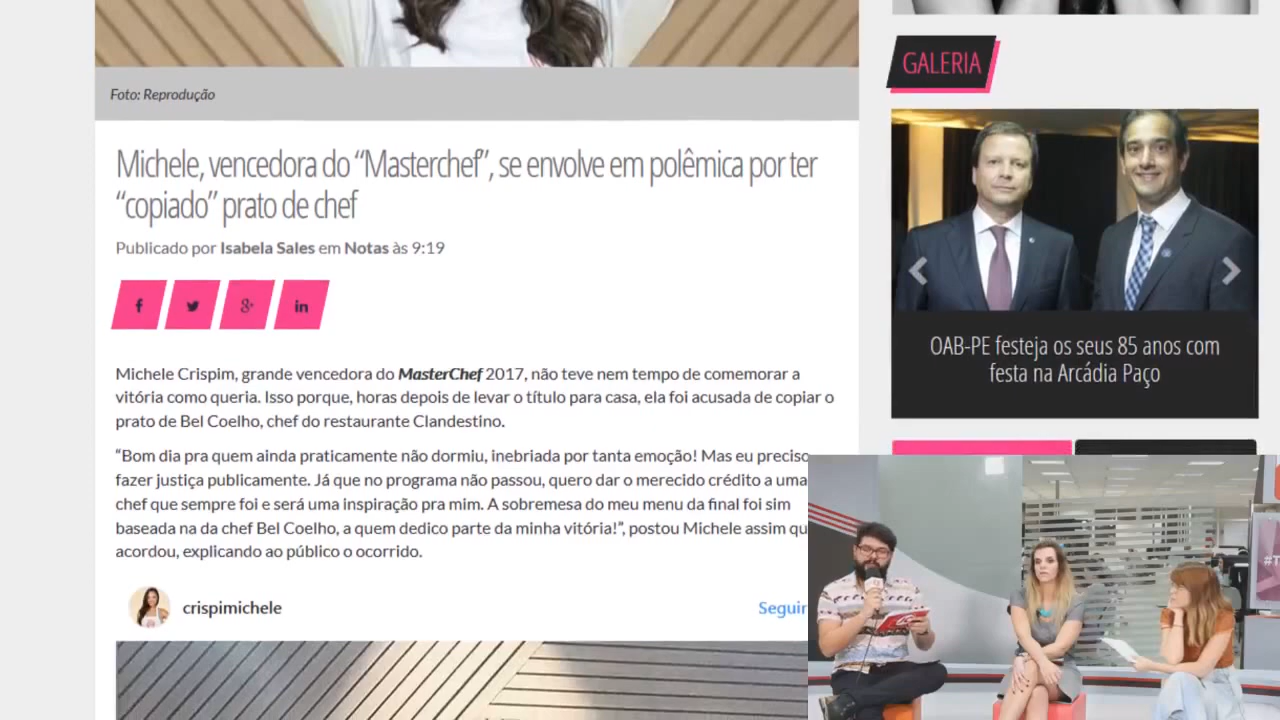 GALERIA
Foto: Reprodução
Michele, vencedora do “Masterchef”, se envolve em polêmica por ter
“copiado” prato de chef
Publicado por Isabela Sales em Notas às 9:19
f
g+
in
Michele Crispim, grande vencedora do MasterChef 2017, não teve nem tempo de comemorar a
vitória como queria. Isso porque, horas depois de levar o título para casa, ela foi acusada de copiar o
prato de Bel Coelho, chef do restaurante Clandestino.
“Bom dia pra quem ainda praticamente não dormiu, inebriada por tanta emoção! Mas eu preciso
fazer justiça publicamente. Já que no programa não passou, quero dar o merecido crédito a uma
chef que sempre foi e será uma inspiração pra mim. A sobremesa do meu menu da final foi sim
baseada na da chef Bel Coelho, a quem dedico parte da minha vitória!”, postou Michele assim qu
acordou, explicando ao público o ocorrido.
crispimichele
Seguir
OAB-PE festeja os seus 85 anos com
festa na Arcádia Paço
#T